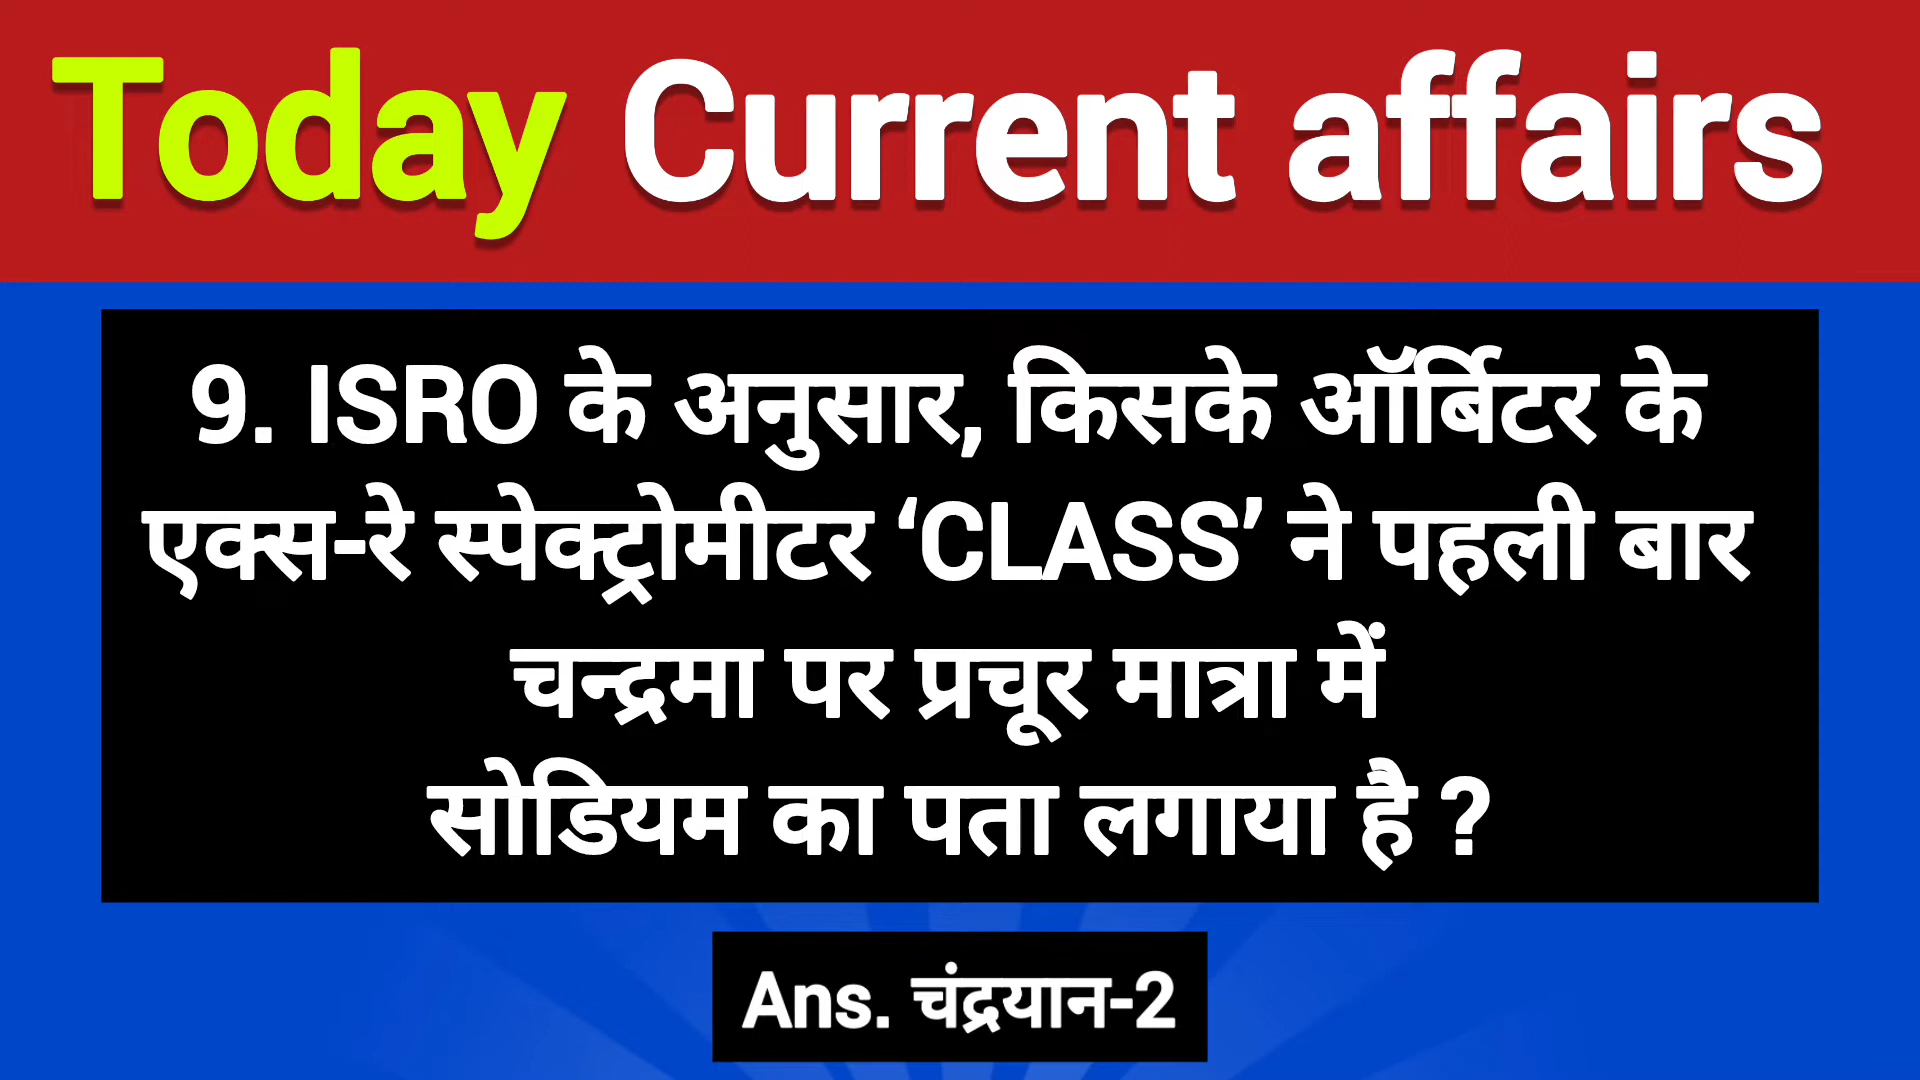 Today Current affairs
9. ISRO के अनुसार, किसके ऑर्बिटर के
एक्स-रे स्पेक्ट्रोमीटर ‘CLASS’ ने पहली बार
चन्द्रमा पर प्रचूर मात्रा में
सोडियम का पता लगाया है ?
Ans. चंद्रयान-2